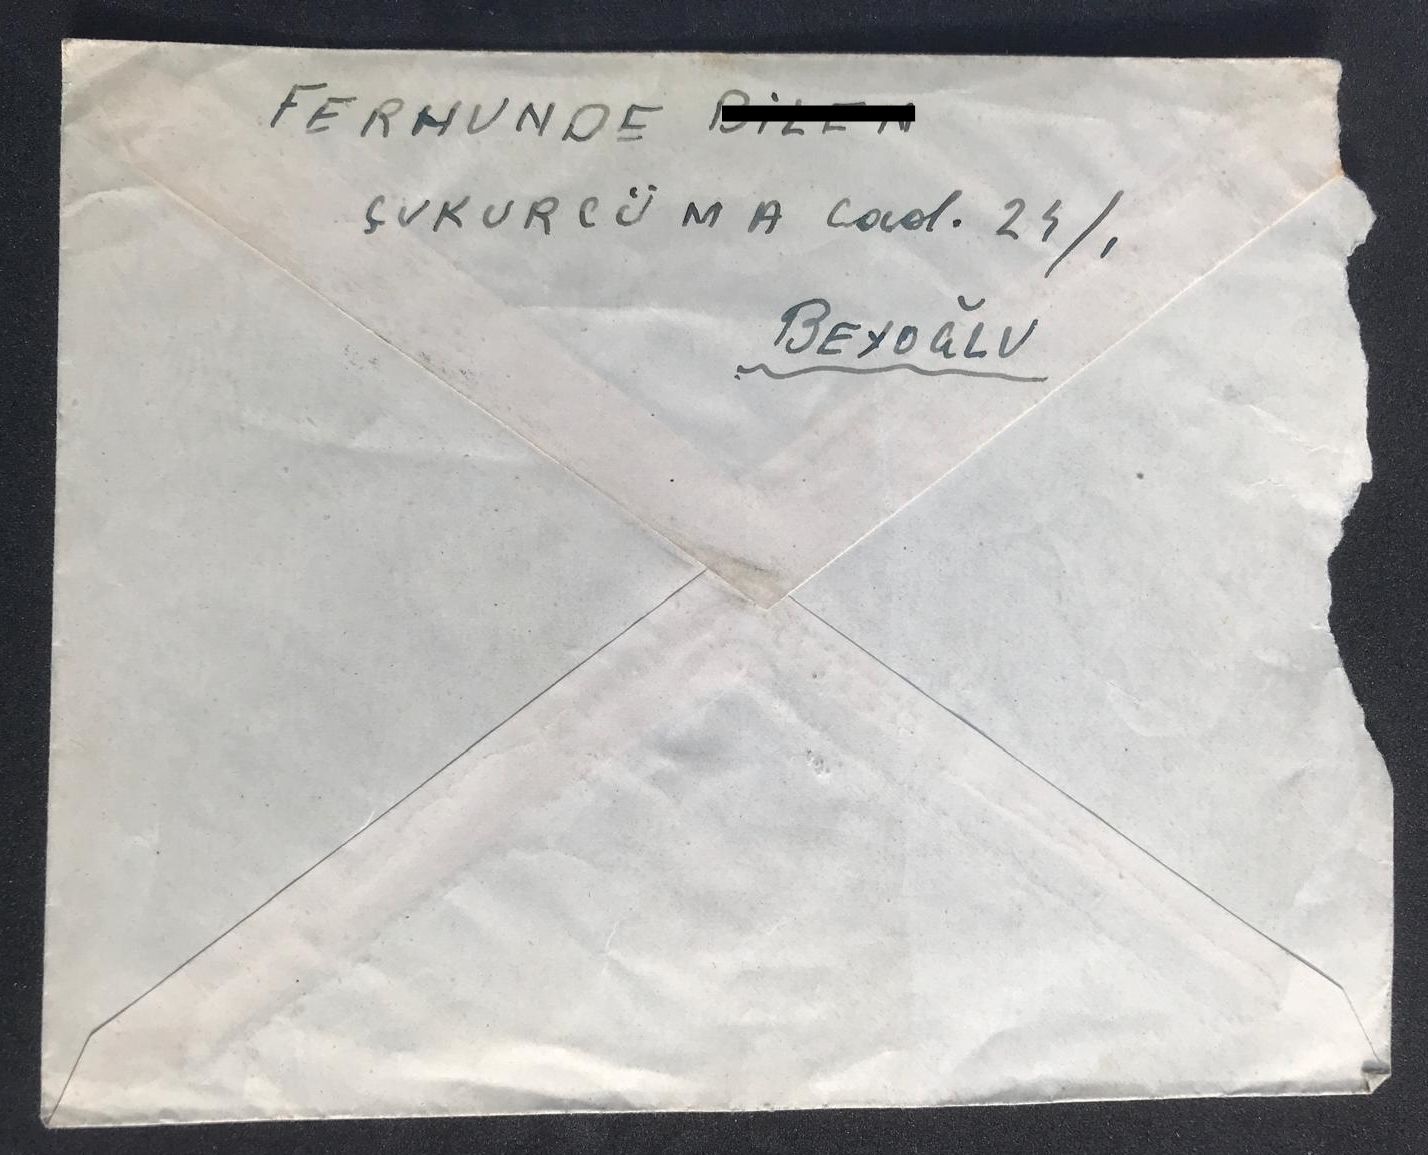 FERHUNDE
ÇUKURCÜMA cad. 24/1
BEYOĞLU